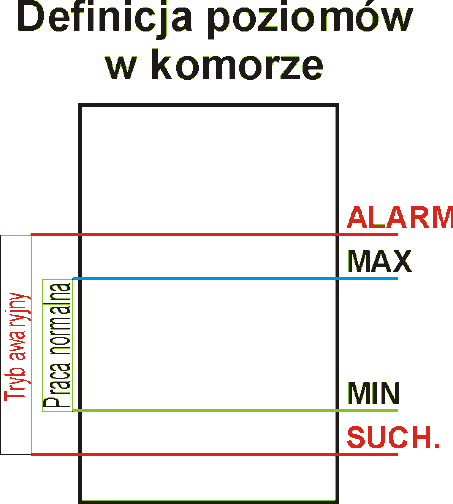 Definicja poziomów
w komorze
ALARM
MAX
Tryb awaryjny
Praca normalna
MIN
SUCH.